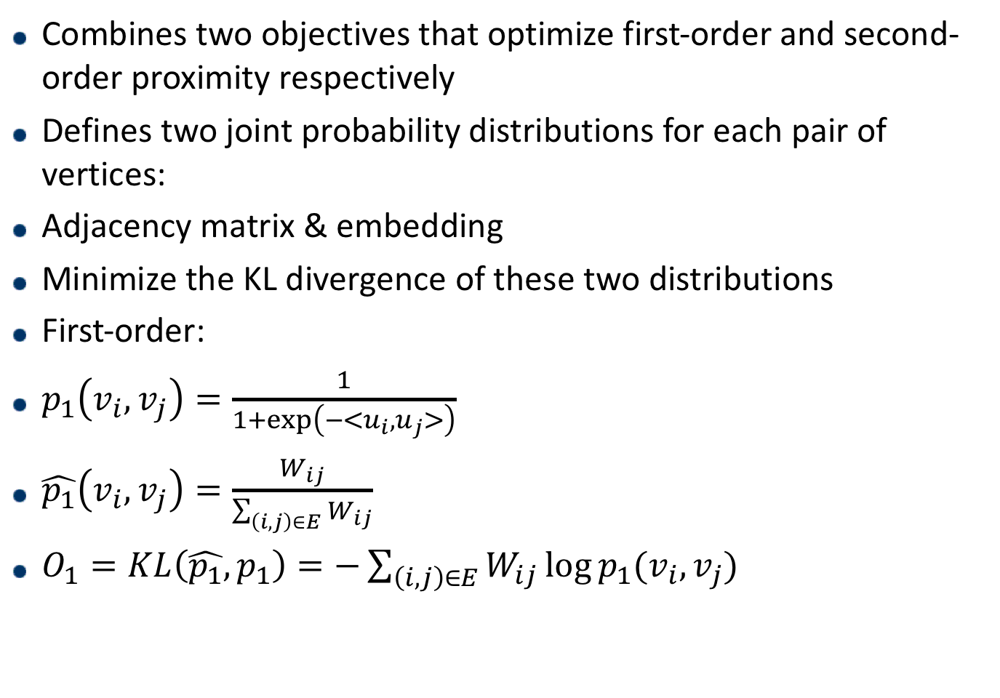 • Combines two objectives that optimize first-order and second-
order proximity respectively
• Defines two joint probability distributions for each pair of
vertices:
• Adjacency matrix & embedding
• Minimize the KL divergence of these two distributions
• First-order:
• $p_1(v_i, v_j) = \frac{1}{1+\exp(-<u_i,u_j>)}$
• $\widehat{p_1}(v_i, v_j) = \frac{W_{ij}}{\sum_{(i,j)\in E} W_{ij}}$
• $O_1 = KL(\widehat{p_1}, p_1) = -\sum_{(i,j)\in E} W_{ij} \log p_1(v_i, v_j)$